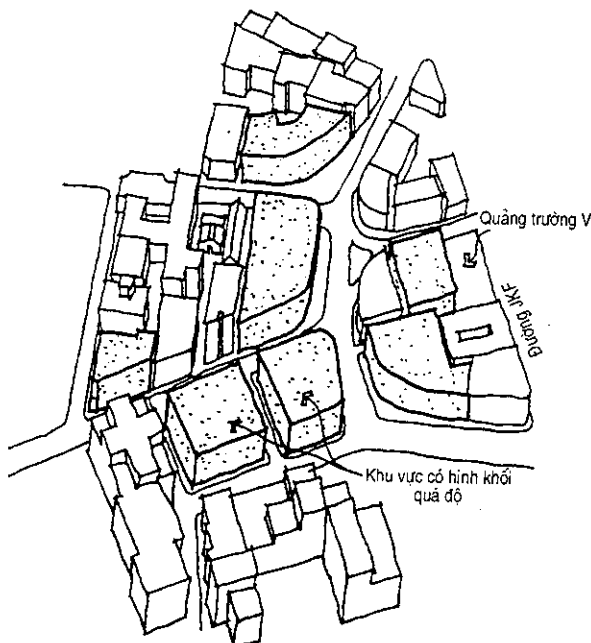 Quảng trường V
Đường JKF
Khu vực có hình khối
quá độ